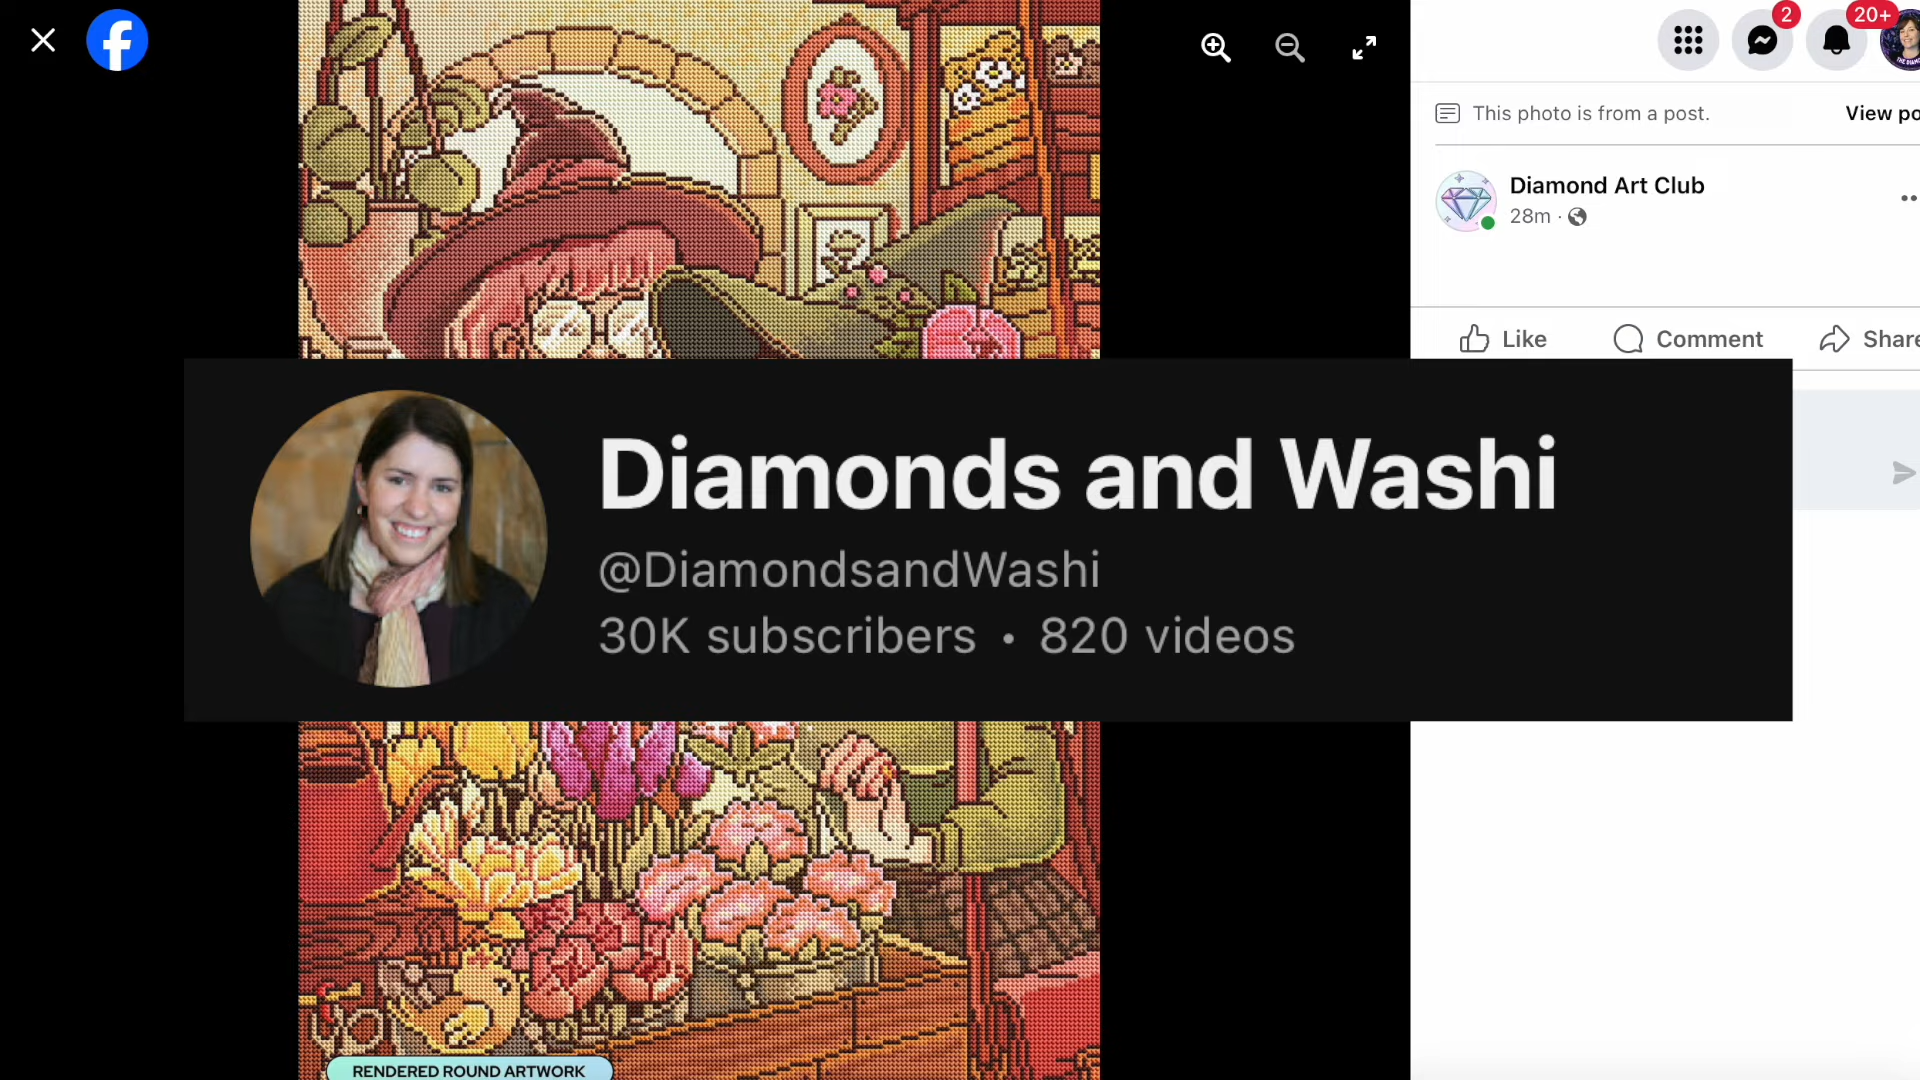 2
20+
This photo is from a post.
View po
Diamond Art Club
28m ·
Like
Comment
Share
Diamonds and Washi
@DiamondsandWashi
30K subscribers • 820 videos
RENDERED ROUND ARTWORK